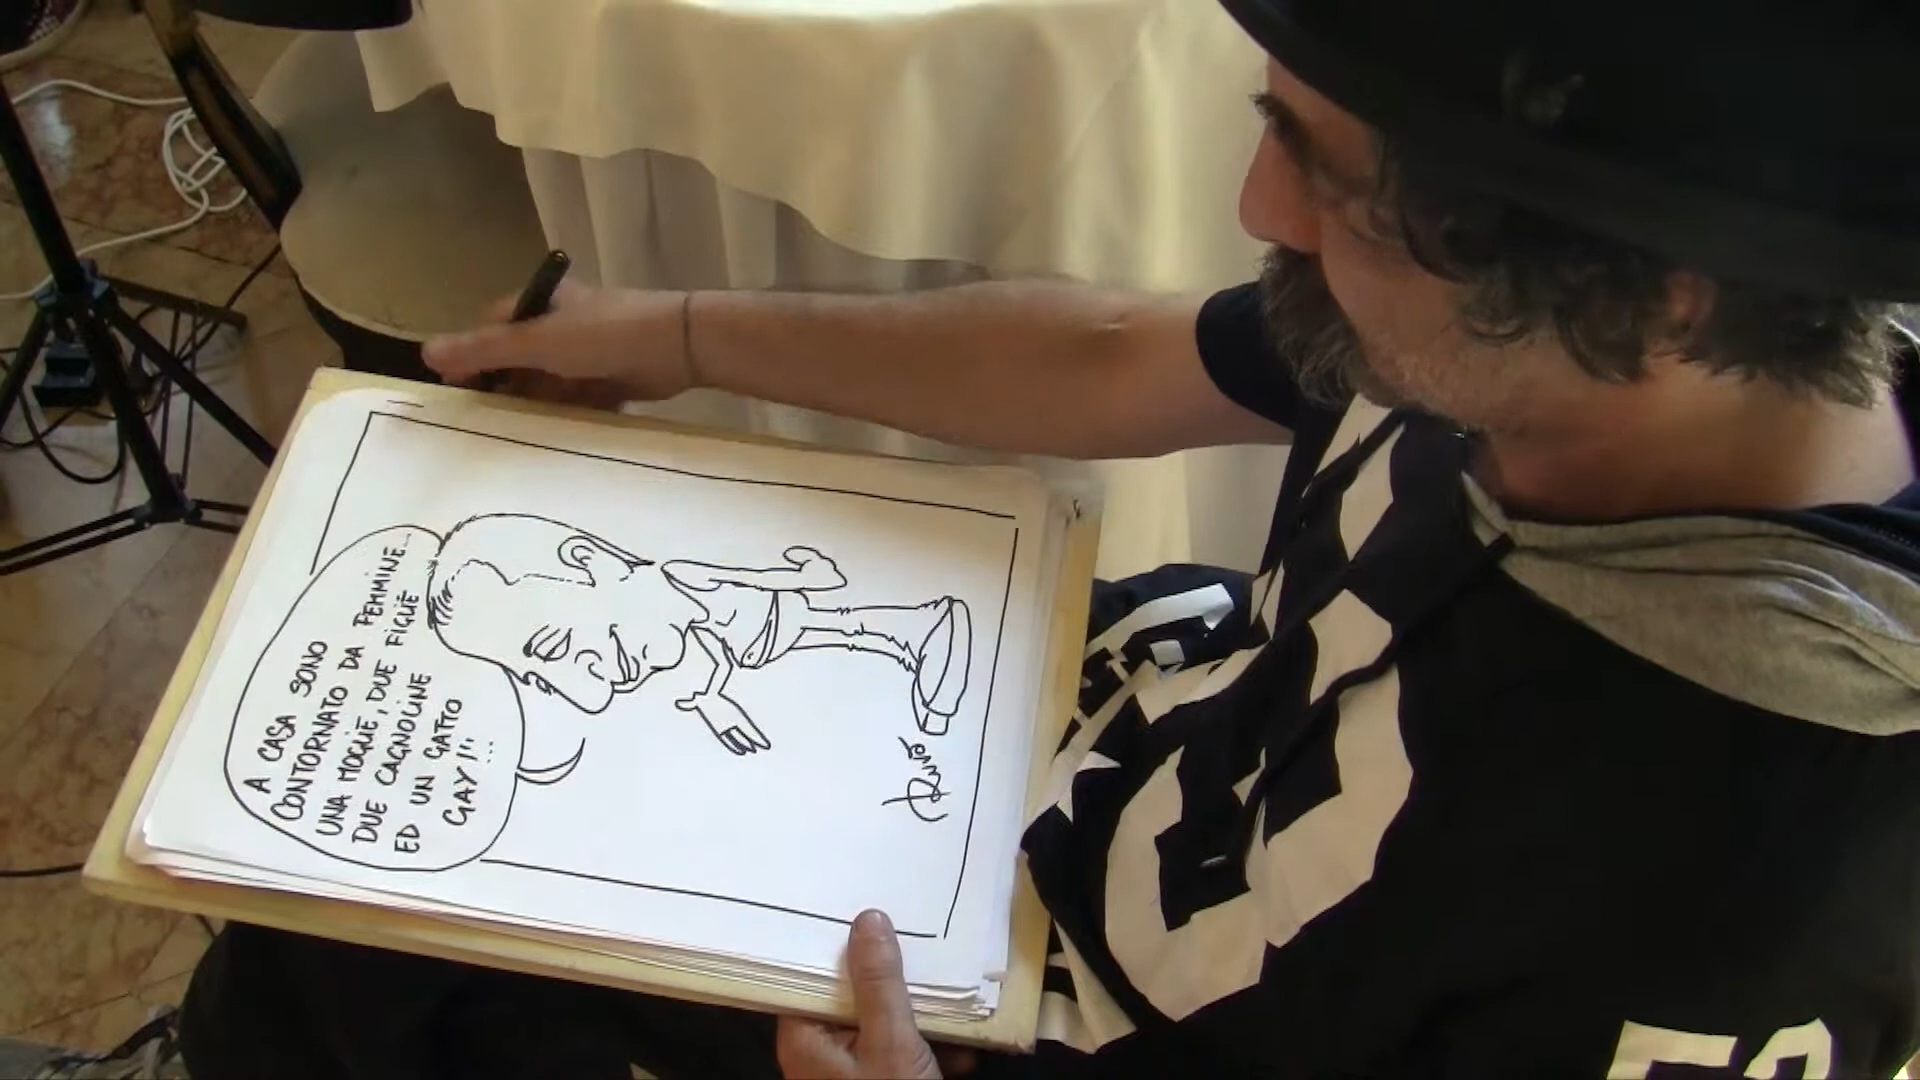 A CASA SONO
CONTORNATO DA FEMMINE...
UNA MOGLIE, DUE FIGLIE
DUE CAGNOLINE
ED UN GATTO
GAY!!...